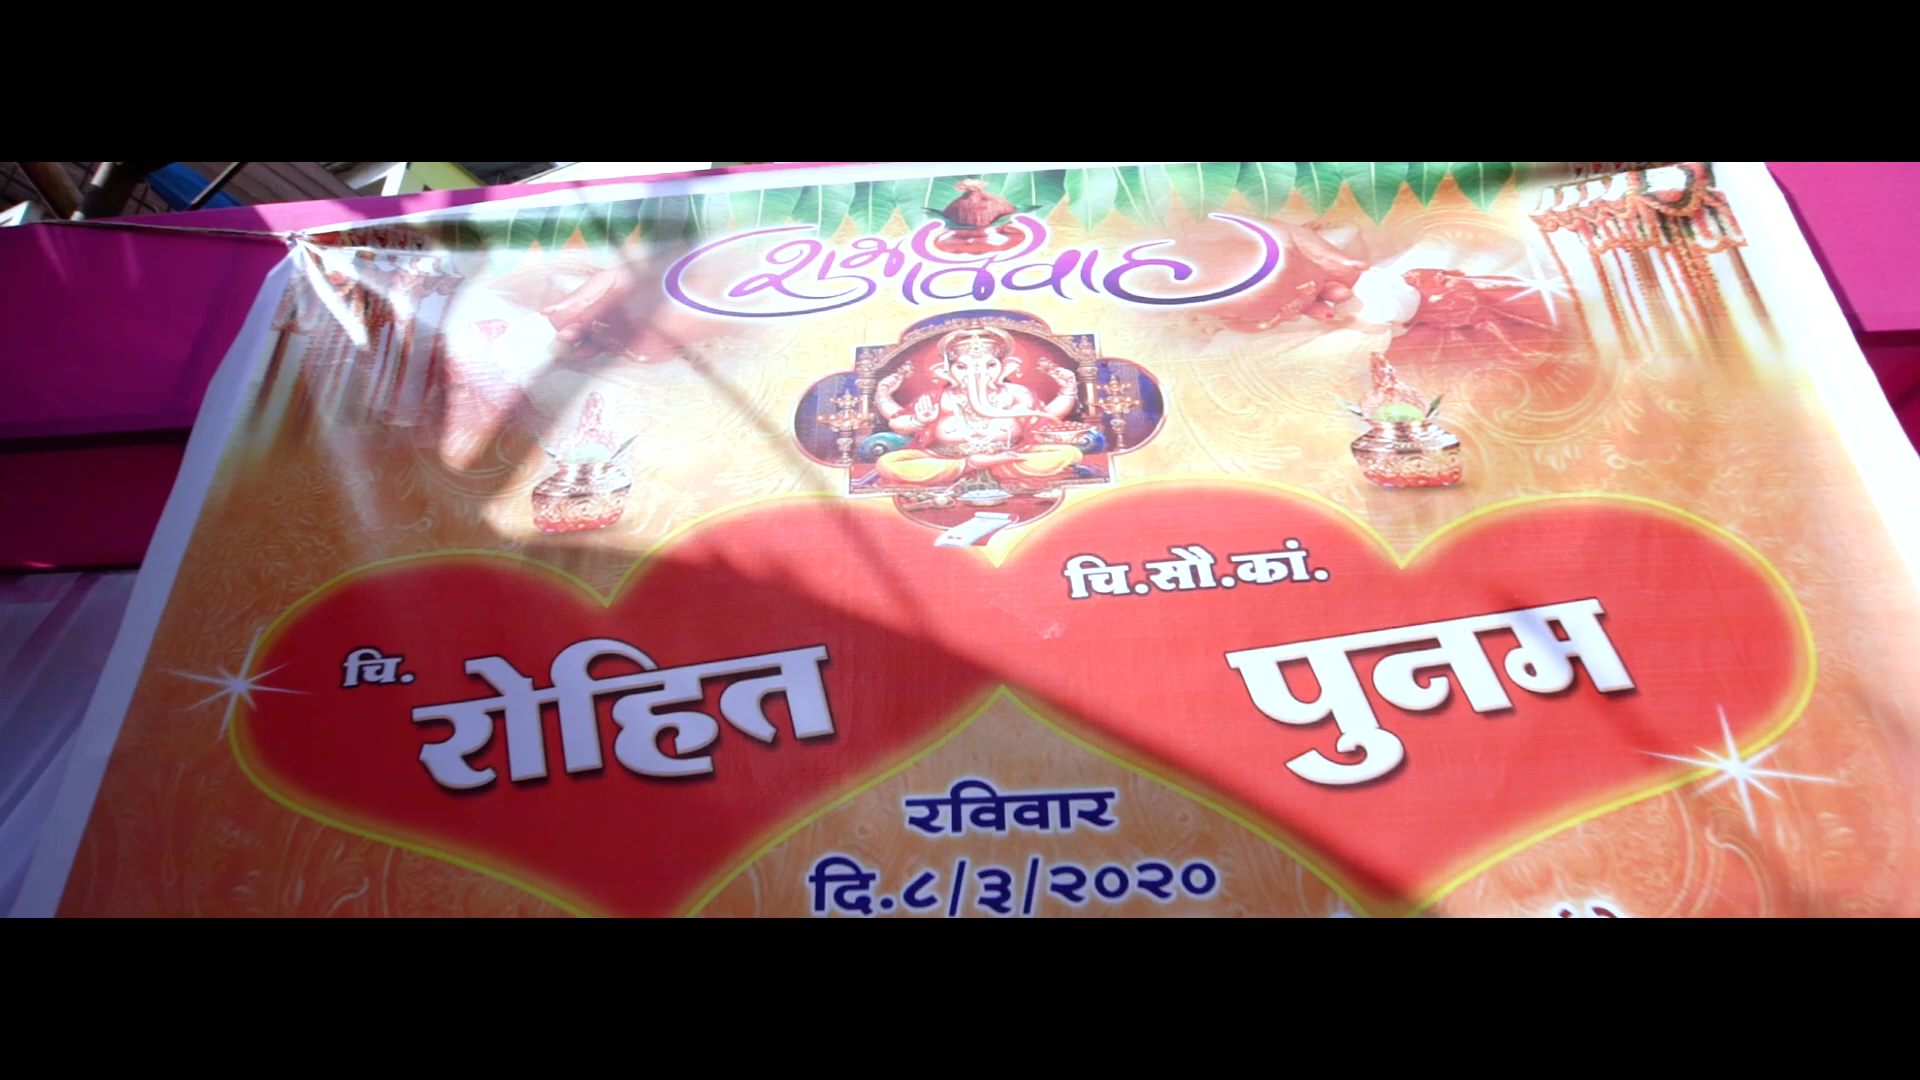 शुभविवाह
चि.सौ.कां.
चि. रोहित
पुनम
रविवार
दि.८/३/२०२०